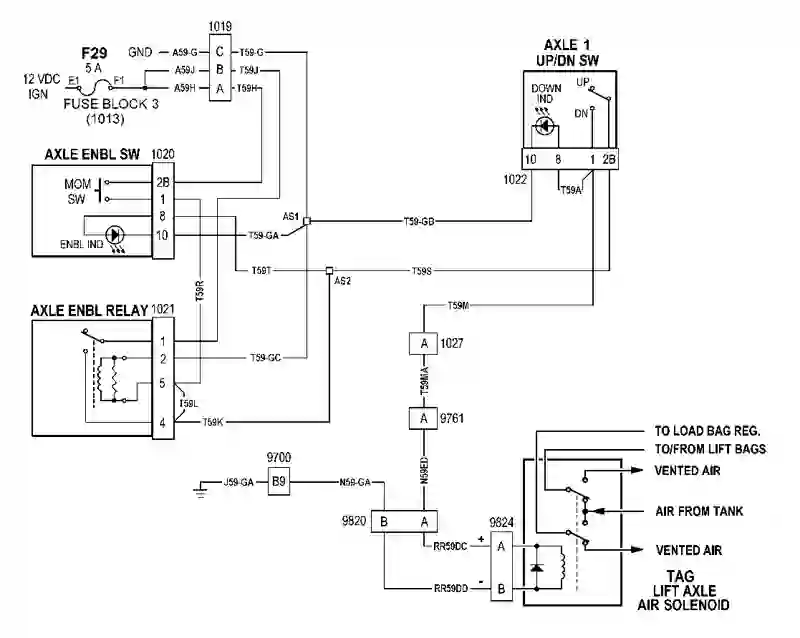 1019
F29
5 A
GND A59-G C T59-G
A59J B T59J
12 VDC E1 F1 A59H A T59H
IGN
FUSE BLOCK 3
(1013)
AXLE 1
UP/DN SW
DOWN
IND
UP
DN
10 8 1 2B
1022
T59A
AXLE ENBL SW 1020
MOM
SW
2B
1
8
10
ENBL IND
AS1
T59-GA
T59-GB
T59T
T59S
AS2
T59R
T59M
AXLE ENBL RELAY 1021
1
2
5
4
T59-GC
T59L
T59K
A 1027
T59MA
A 9761
N59ED
9700
J59-GA B9 N59-GA
9820 B A
RR59DC
RR59DD
9824
+ A
- B
TO LOAD BAG REG.
TO/FROM LIFT BAGS
VENTED AIR
AIR FROM TANK
VENTED AIR
TAG
LIFT AXLE
AIR SOLENOID